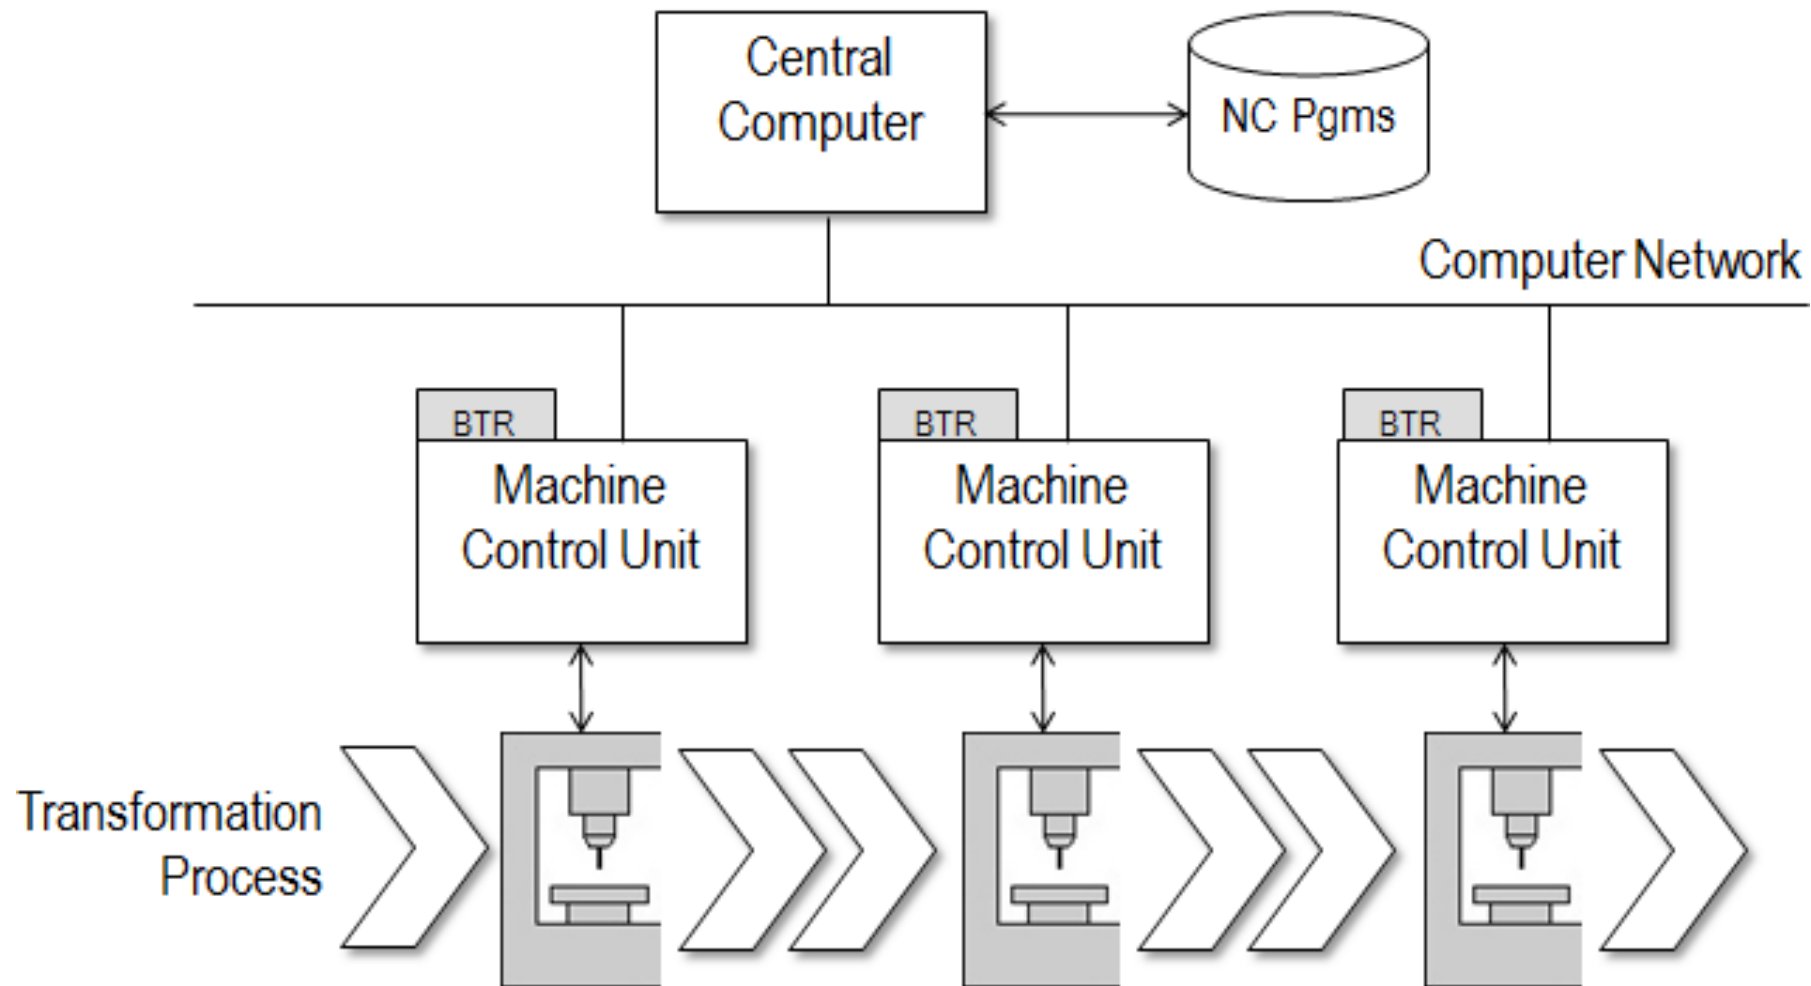 Central
Computer
NC Pgms
Computer Network
BTR
Machine
Control Unit
BTR
Machine
Control Unit
BTR
Machine
Control Unit
Transformation
Process